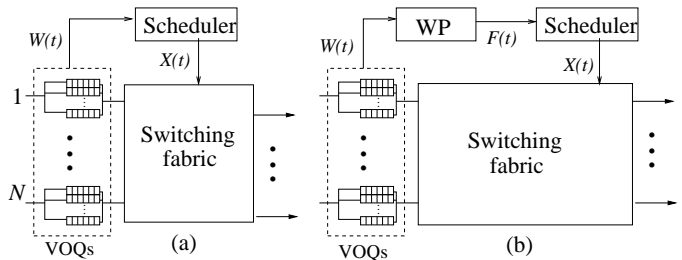 W(t)
Scheduler
X(t)
1
N
Switching
fabric
VOQs
(a)
W(t)
WP
F(t)
Scheduler
X(t)
Switching
fabric
VOQs
(b)